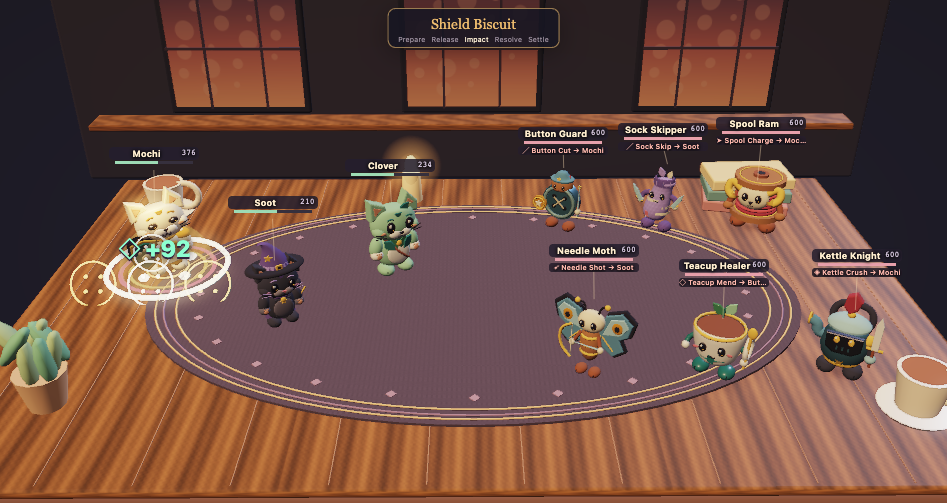 Shield Biscuit
Prepare Release Impact Resolve Settle
Mochi 376
Soot 210
Clover 234
Button Guard 600
Button Cut → Mochi
Sock Skipper 600
Sock Skip → Soot
Spool Ram 600
Spool Charge → Moc...
Needle Moth 600
Needle Shot → Soot
Teacup Healer 600
Teacup Mend → But...
Kettle Knight 600
Kettle Crush → Mochi
+92